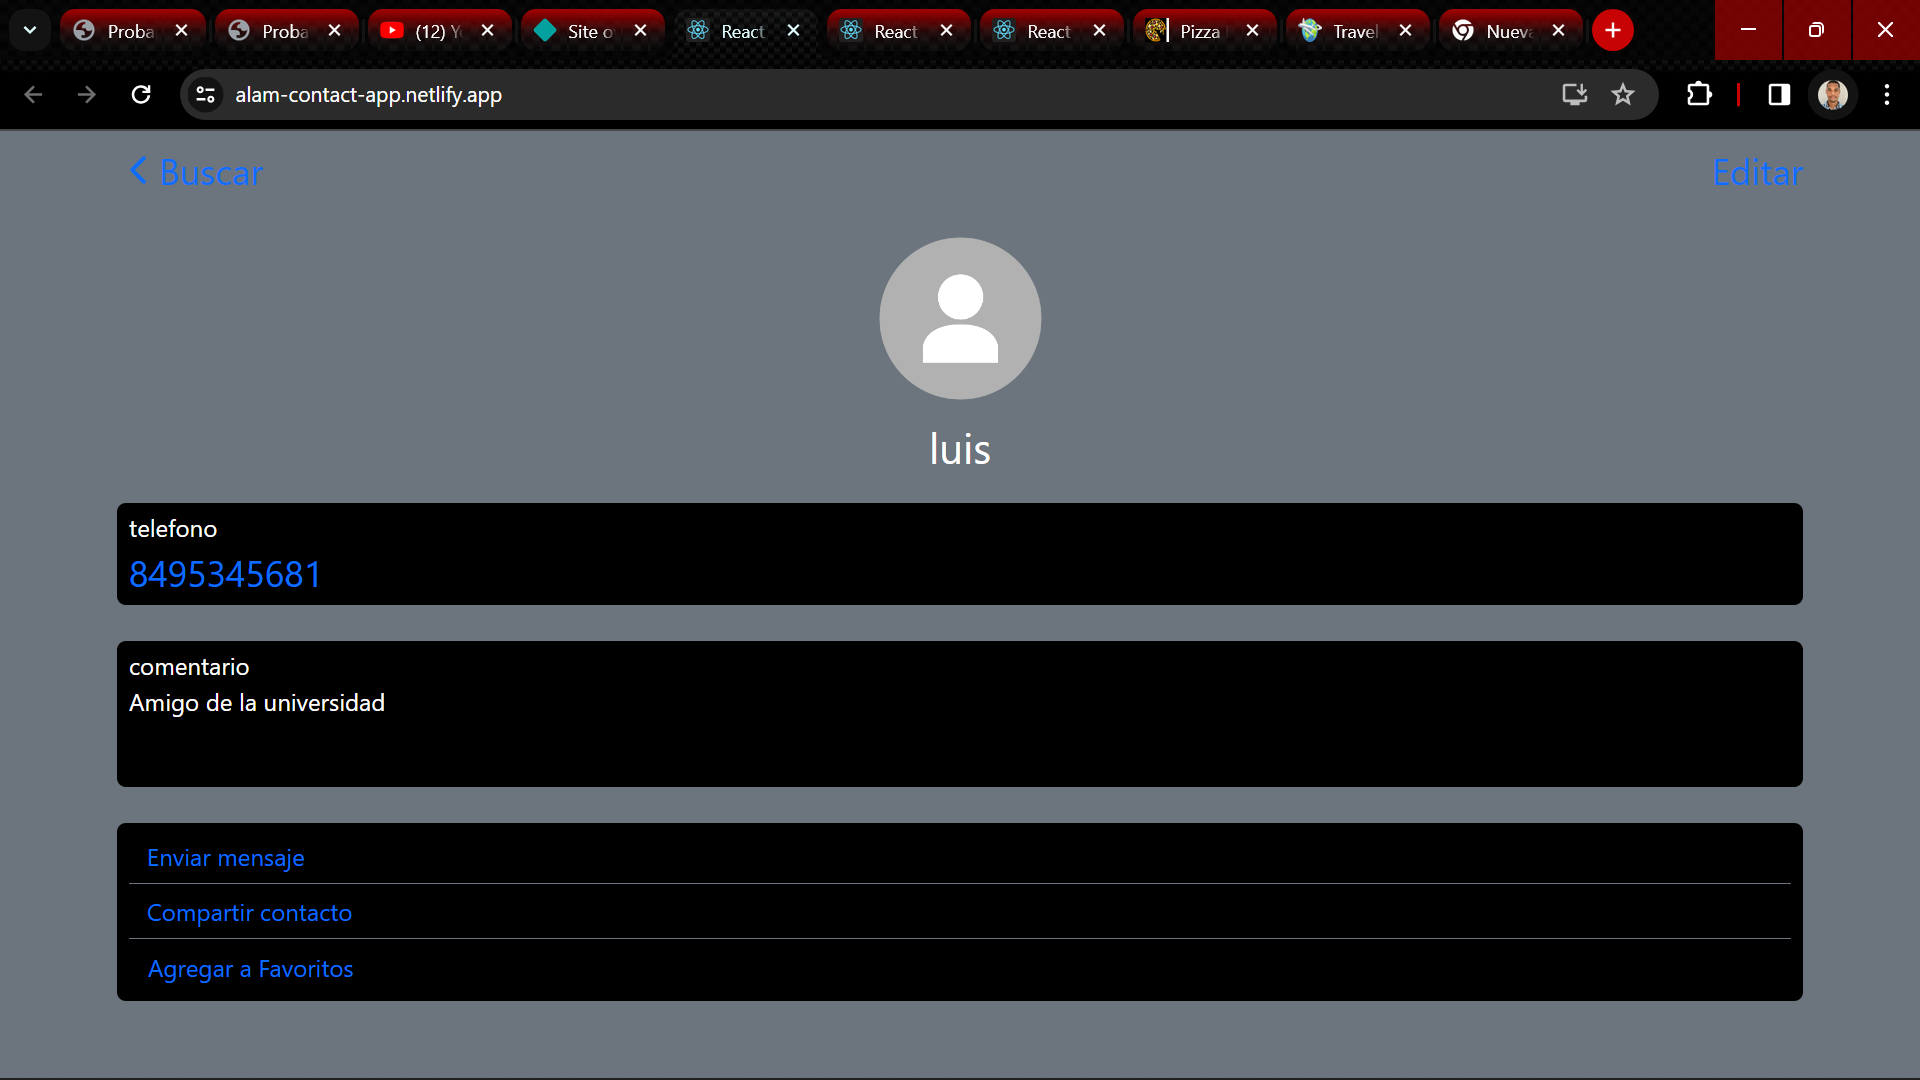 Proba
Proba
(12) Y
Site o
React
React
React
Pizza
Travel
Nueva
alam-contact-app.netlify.app
Buscar
Editar
luis
telefono
8495345681
comentario
Amigo de la universidad
Enviar mensaje
Compartir contacto
Agregar a Favoritos